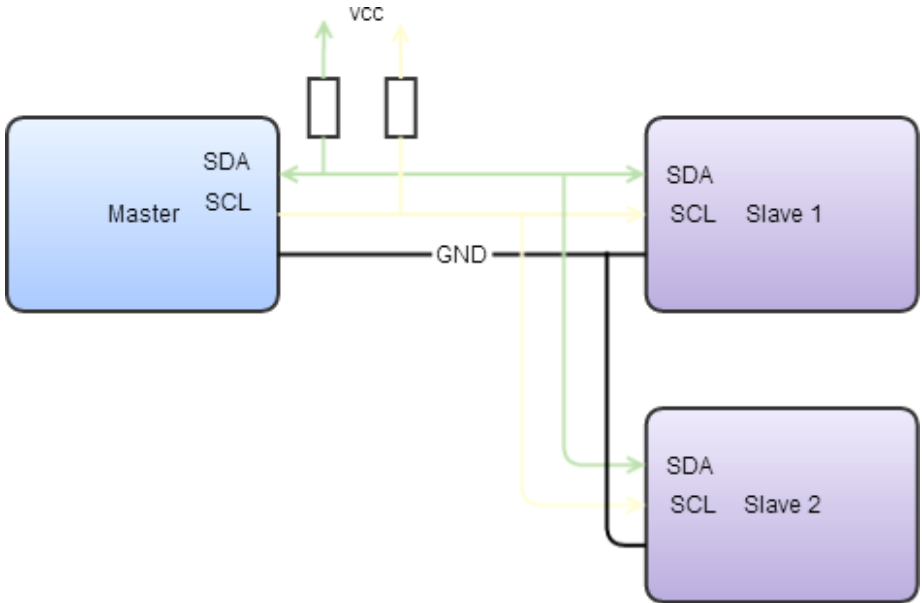 vcc
SDA
SCL
Master
GND
SDA
SCL Slave 1
SDA
SCL Slave 2